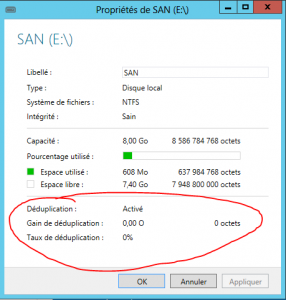 Propriétés de SAN (E:\)
SAN (E:\)
Libellé : SAN
Type : Disque local
Système de fichiers : NTFS
Intégrité : Sain
Capacité : 8,00 Go 8 586 784 768 octets
Pourcentage utilisé :
Espace utilisé : 608 Mo 637 984 768 octets
Espace libre : 7,40 Go 7 948 800 000 octets
Déduplication : Activé
Gain de déduplication : 0,00 O 0 octets
Taux de déduplication : 0%
OK Annuler Appliquer